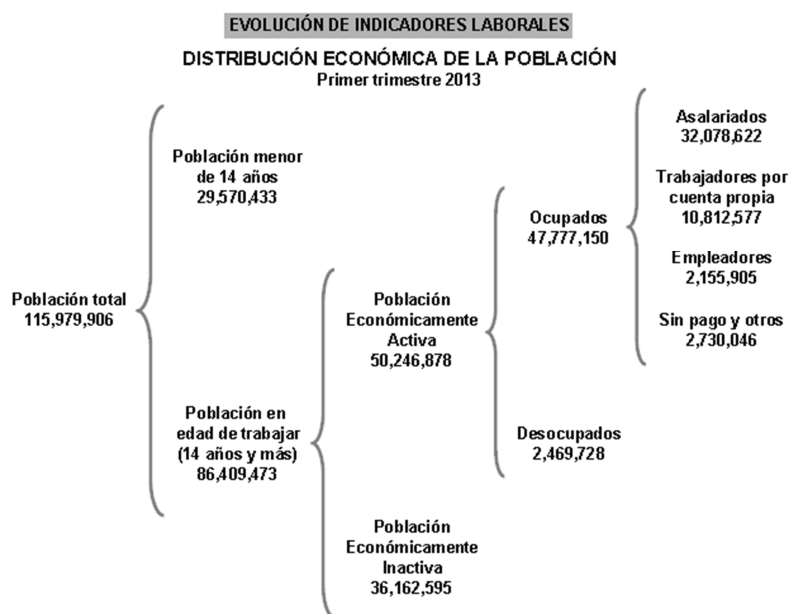 EVOLUCIÓN DE INDICADORES LABORALES
DISTRIBUCIÓN ECONÓMICA DE LA POBLACIÓN
Primer trimestre 2013
Población total
115,979,906
Población menor
de 14 años
29,570,433
Población en
edad de trabajar
(14 años y más)
86,409,473
Población
Económicamente
Activa
50,246,878
Población
Económicamente
Inactiva
36,162,595
Ocupados
47,777,150
Desocupados
2,469,728
Asalariados
32,078,622
Trabajadores por
cuenta propia
10,812,577
Empleadores
2,155,905
Sin pago y otros
2,730,046